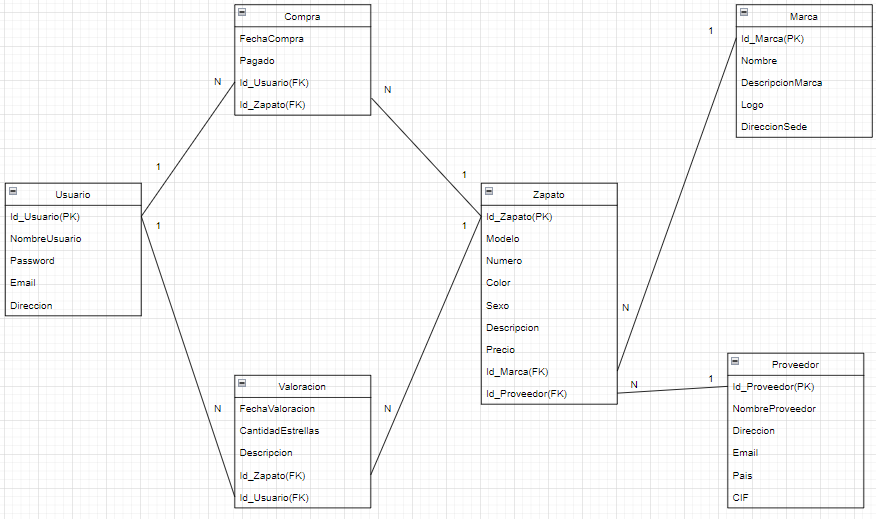 Compra
FechaCompra
Pagado
Id_Usuario(FK)
Id_Zapato(FK)
N
1
N
1
Marca
Id_Marca(PK)
Nombre
DescripcionMarca
Logo
DireccionSede
1
Usuario
Id_Usuario(PK)
NombreUsuario
Password
Email
Direccion
1
N
Zapato
Id_Zapato(PK)
Modelo
Numero
Color
Sexo
Descripcion
Precio
Id_Marca(FK)
Id_Proveedor(FK)
1
N
N
N
1
Valoracion
FechaValoracion
CantidadEstrellas
Descripcion
Id_Zapato(FK)
Id_Usuario(FK)
Proveedor
Id_Proveedor(PK)
NombreProveedor
Direccion
Email
Pais
CIF